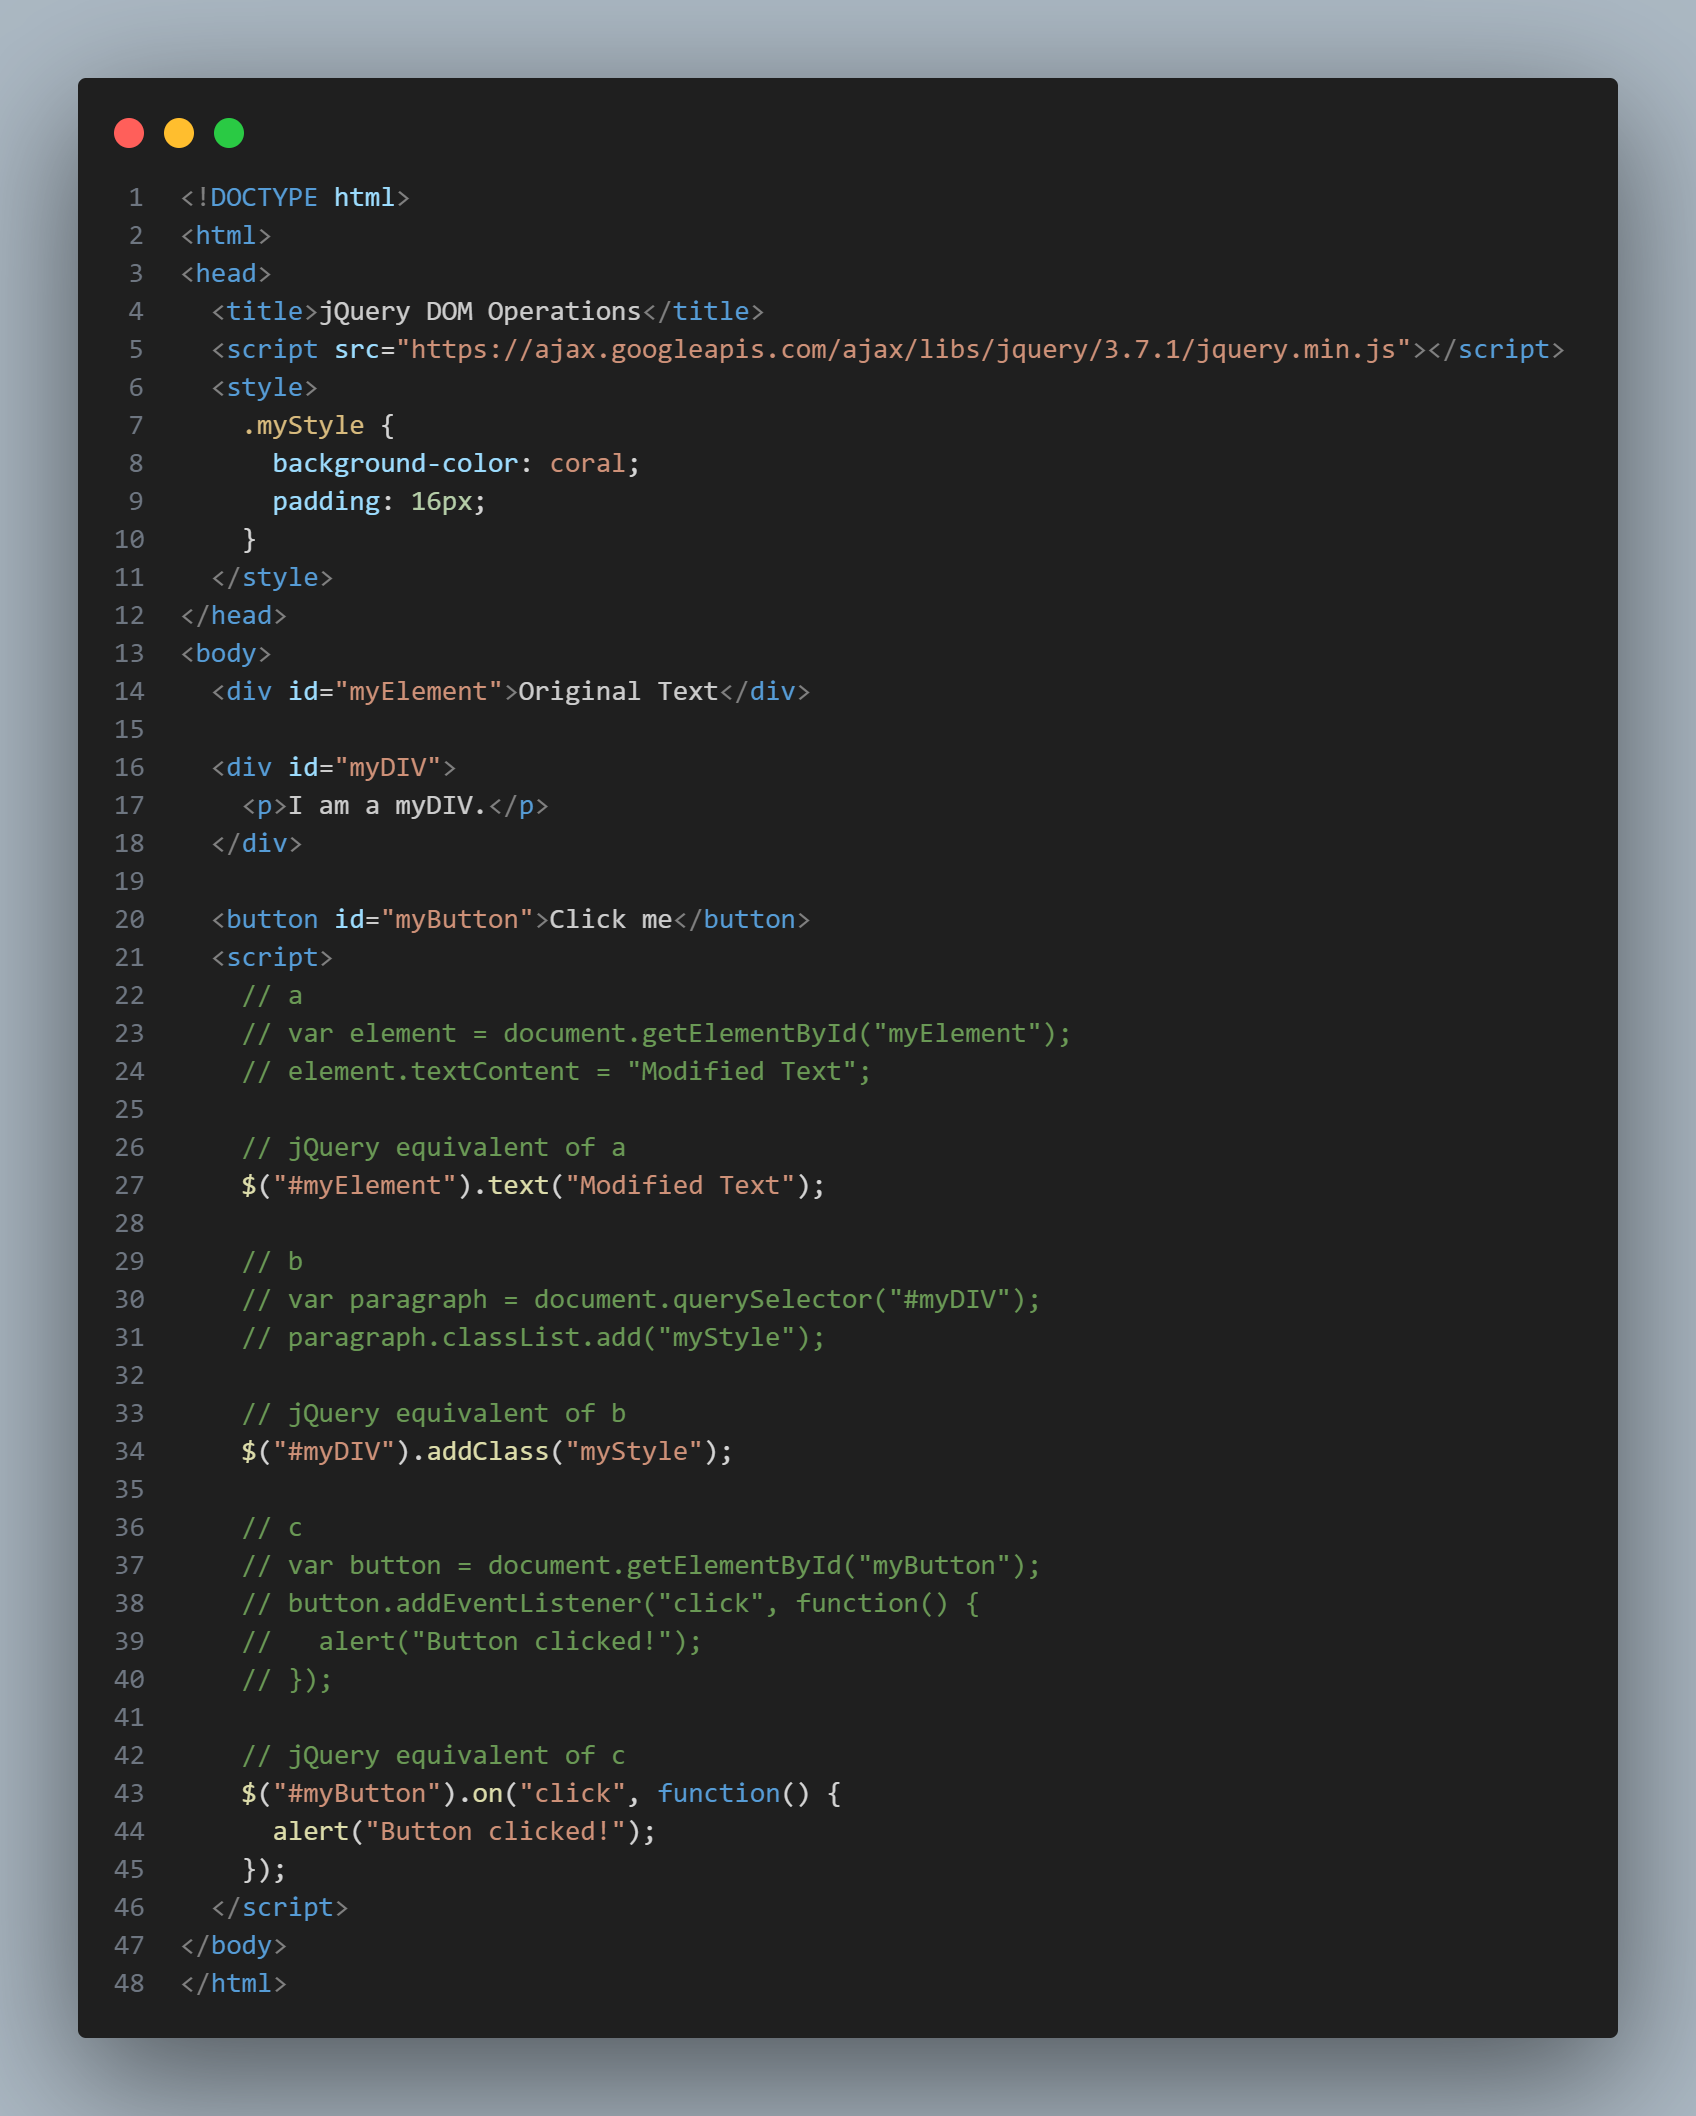 1 <!DOCTYPE html>
2 <html>
3 <head>
4   <title>jQuery DOM Operations</title>
5   <script src="https://ajax.googleapis.com/ajax/libs/jquery/3.7.1/jquery.min.js"></script>
6   <style>
7     .myStyle {
8       background-color: coral;
9       padding: 16px;
10     }
11   </style>
12 </head>
13 <body>
14   <div id="myElement">Original Text</div>
15
16   <div id="myDIV">
17     <p>I am a myDIV.</p>
18   </div>
19
20   <button id="myButton">Click me</button>
21   <script>
22     // a
23     // var element = document.getElementById("myElement");
24     // element.textContent = "Modified Text";
25
26     // jQuery equivalent of a
27     $("#myElement").text("Modified Text");
28
29     // b
30     // var paragraph = document.querySelector("#myDIV");
31     // paragraph.classList.add("myStyle");
32
33     // jQuery equivalent of b
34     $("#myDIV").addClass("myStyle");
35
36     // c
37     // var button = document.getElementById("myButton");
38     // button.addEventListener("click", function() {
39     //   alert("Button clicked!");
40     // });
41
42     // jQuery equivalent of c
43     $("#myButton").on("click", function() {
44       alert("Button clicked!");
45     });
46   </script>
47 </body>
48 </html>